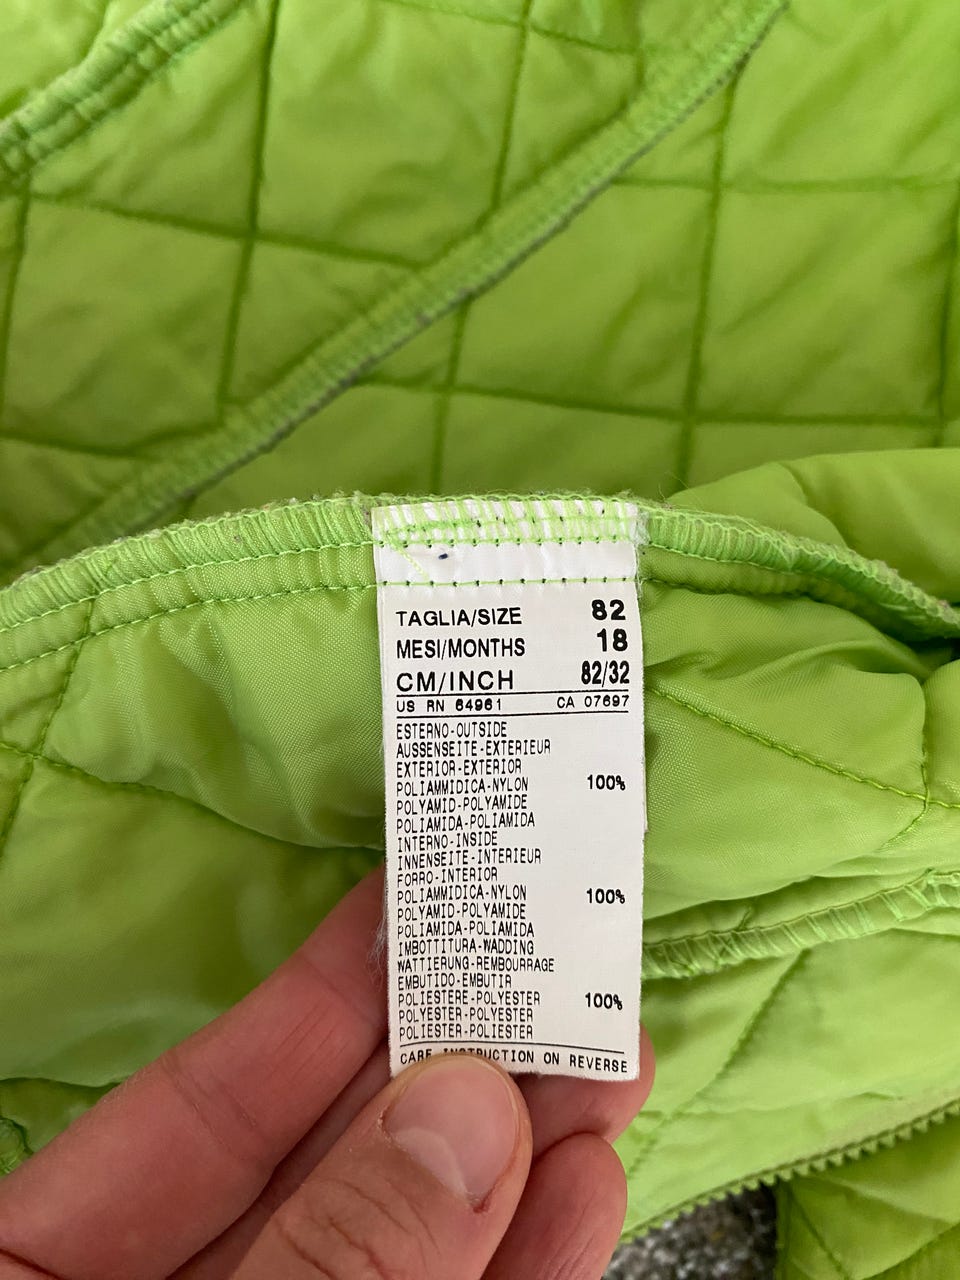 TAGLIA/SIZE 82
MESI/MONTHS 18
CM/INCH 82/32
US RN 64961 CA 07697
ESTERNO-OUTSIDE
AUSSENSEITE-EXTERIEUR
EXTERIOR-EXTERIOR
POLIAMMIDICA-NYLON 100%
POLYAMID-POLYAMIDE
POLIAMIDA-POLIAMIDA
INTERNO-INSIDE
INNENSEITE-INTERIEUR
FORRO-INTERIOR
POLIAMMIDICA-NYLON 100%
POLYAMID-POLYAMIDE
POLIAMIDA-POLIAMIDA
IMBOTTITURA-WADDING
WATTIERUNG-REMBOURRAGE
EMBUTIDO-EMBUTIR
POLIESTERE-POLYESTER 100%
POLYESTER-POLYESTER
POLIESTER-POLIESTER
CARE INSTRUCTION ON REVERSE